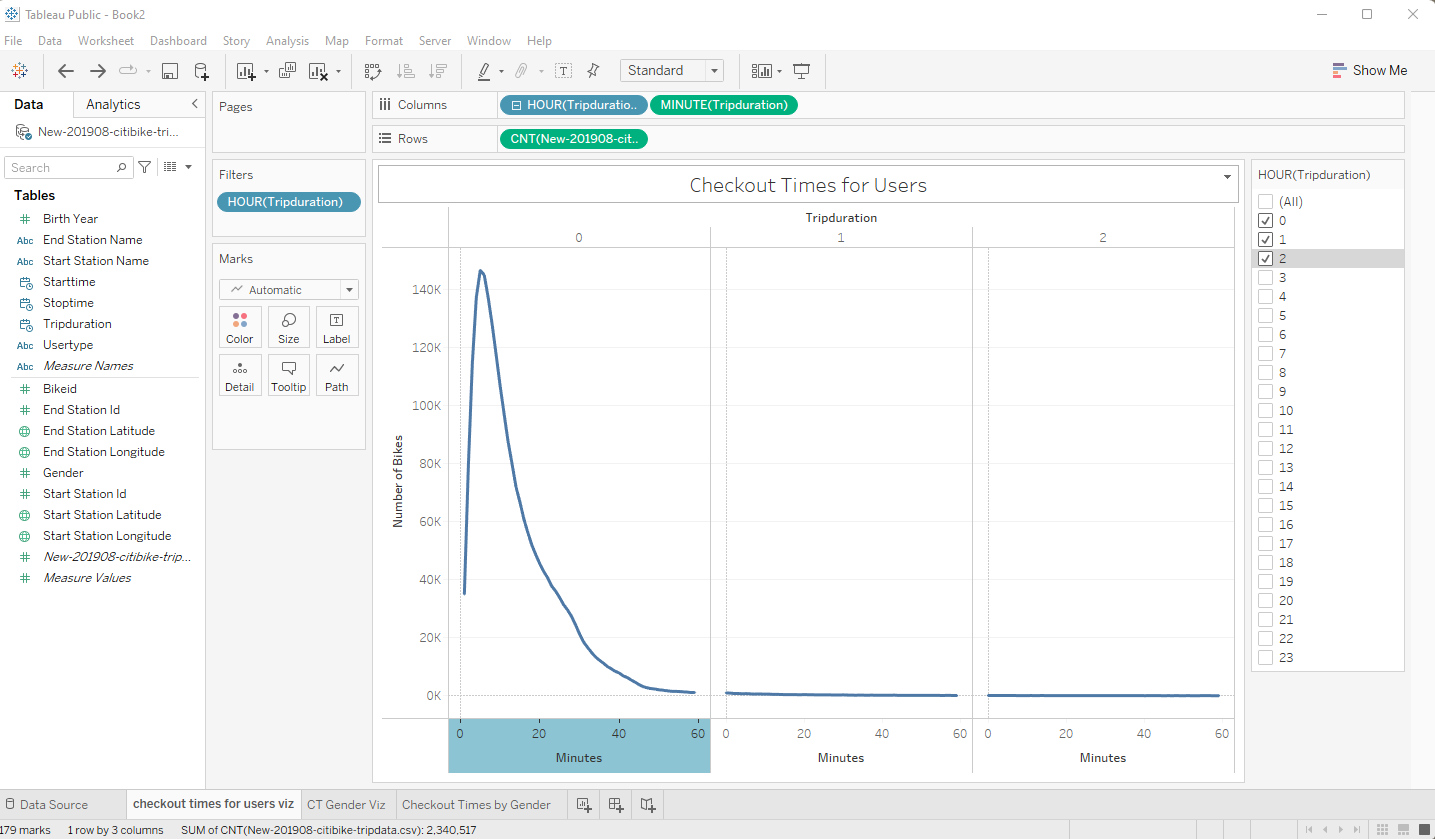 Tableau Public - Book2
File Data Worksheet Dashboard Story Analysis Map Format Server Window Help
Standard
Show Me
Data Analytics
New-201908-citibike-tri...
Search
Tables
Birth Year
Abc End Station Name
Abc Start Station Name
Starttime
Stoptime
Tripduration
Abc Usertype
Abc Measure Names
Bikeid
End Station Id
End Station Latitude
End Station Longitude
Gender
Start Station Id
Start Station Latitude
Start Station Longitude
New-201908-citibike-trip...
Measure Values
Pages
Filters
HOUR(Tripduration)
Marks
Automatic
Color Size Label
Detail Tooltip Path
Columns HOUR(Tripduratio.. MINUTE(Tripduration)
Rows CNT(New-201908-cit..
Checkout Times for Users
Tripduration
0 1 2
Number of Bikes
140K
120K
100K
80K
60K
40K
20K
0K
0 20 40 60 0 20 40 60 0 20 40 60
Minutes Minutes Minutes
HOUR(Tripduration)
(All)
0
1
2
3
4
5
6
7
8
9
10
11
12
13
14
15
16
17
18
19
20
21
22
23
Data Source checkout times for users viz CT Gender Viz Checkout Times by Gender
179 marks 1 row by 3 columns SUM of CNT(New-201908-citibike-tripdata.csv): 2,340,517